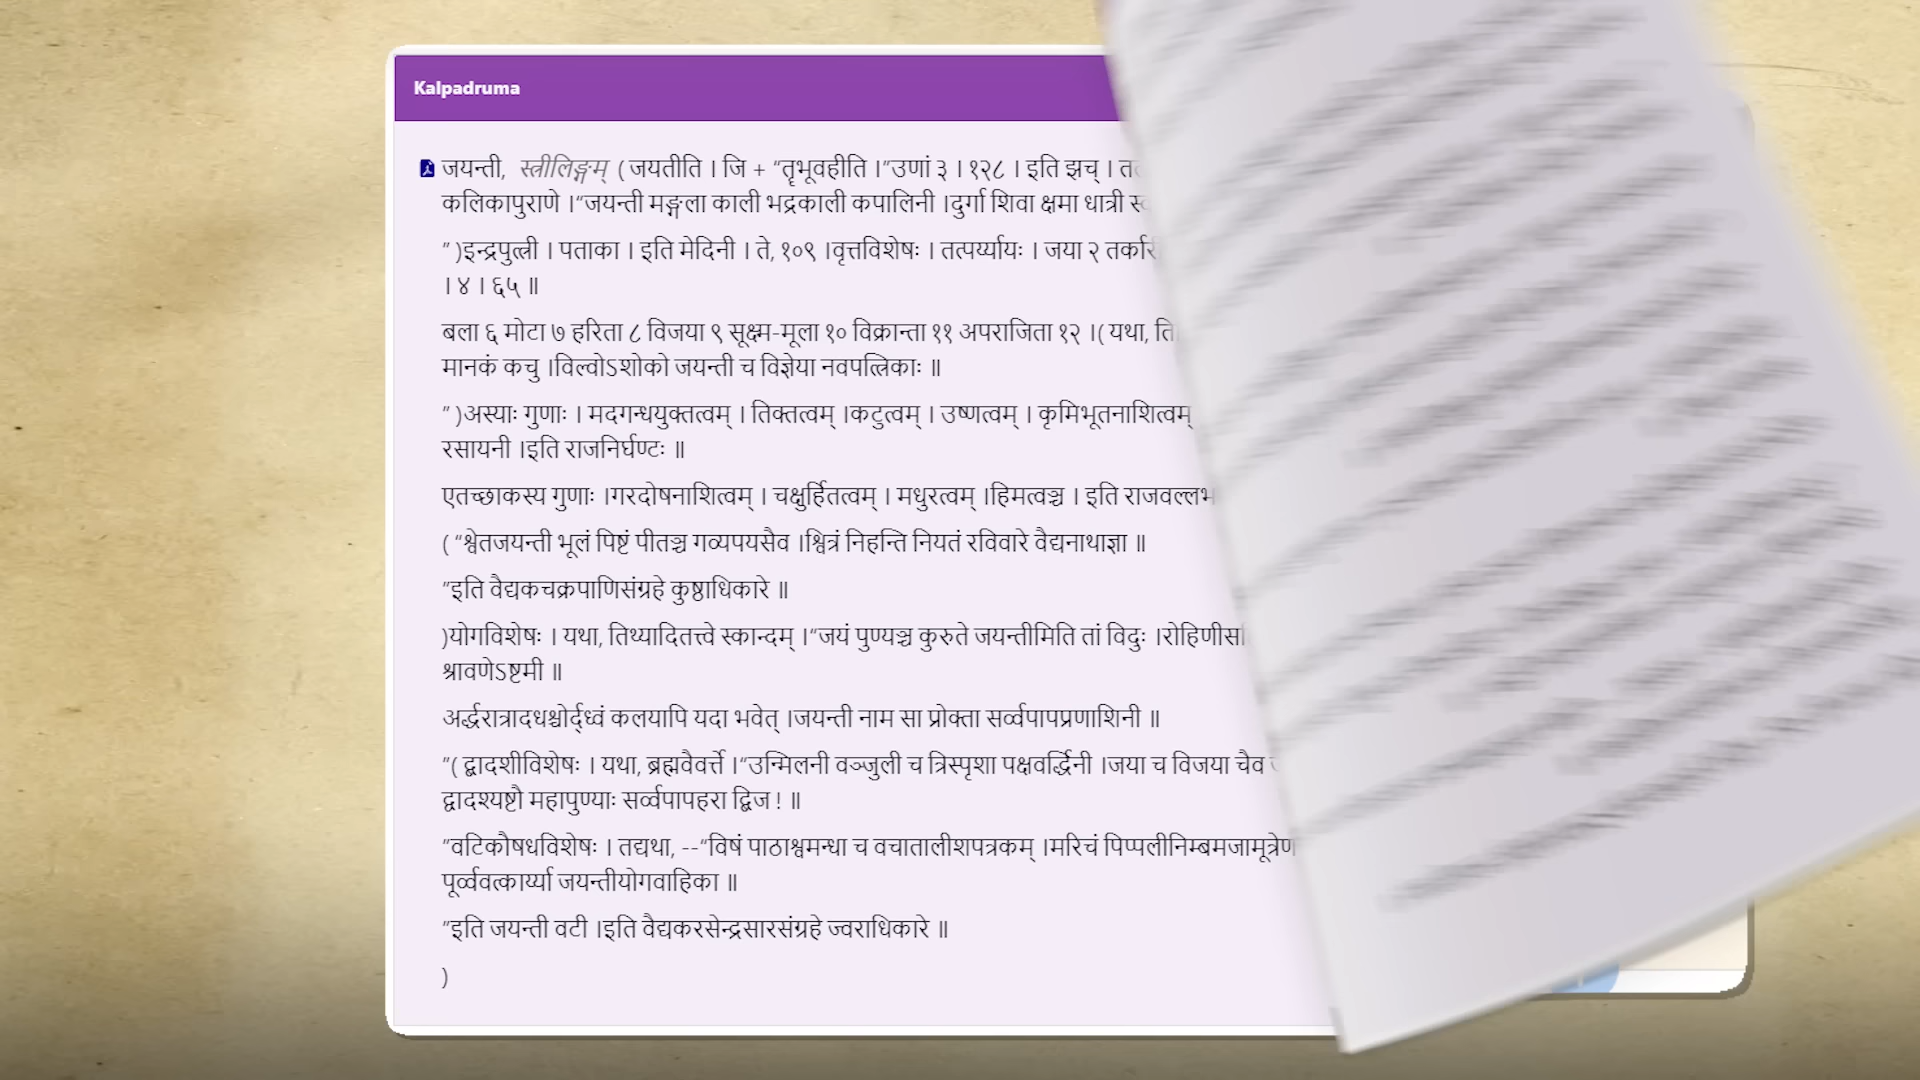 Kalpadruma
जयन्ती, स्त्रीलिङ्गम् ( जयतीति । जि + “तॄभूवहीति ।”उणां ३ । १२८ । इति झच् ।
कलिकापुराणे ।“जयन्ती मङ्गला काली भद्रकाली कपालिनी ।दुर्गा शिवा क्षमा धात्री
” )इन्द्रपुत्त्री । पताका । इति मेदिनी । ते, १०९ ।वृत्तविशेषः । तत्पर्य्यायः । जया २
। ४ । ६५ ॥
बला ६ मोटा ७ हरिता ८ विजया ९ सूक्ष्म-मूला १० विक्रान्ता ११ अपराजिता १२ ।( यथा,
मानकं कचु ।विल्वोऽशोको जयन्ती च विज्ञेया नवपत्त्रिकाः ॥
” )अस्याः गुणाः । मदगन्धयुक्तत्वम् । तिक्तत्वम् ।कटुत्वम् । उष्णत्वम् । कृमिभूतनाशित्वम्
रसायनी ।इति राजनिर्घण्टः ॥
एतच्छाकस्य गुणाः ।गरदोषनाशित्वम् । चक्षुर्हितत्वम् । मधुरत्वम् ।हिमत्वञ्च । इति
( “श्वेतजयन्ती भूलं पिष्टं पीतञ्च गव्यपयसैव ।श्वित्रं निहन्ति नियतं रविवारे वैद्यनाथाज्ञा ॥
”इति वैद्यकचक्रपाणिसंग्रहे कुष्ठाधिकारे ॥
)योगविशेषः । यथा, तिथ्यादितत्त्वे स्कान्दम् ।“जयं पुण्यञ्च कुरुते जयन्तीमिति तां विदुः ।
श्रावणेऽष्टमी ॥
अर्द्धरात्रादधश्चोर्द्ध्वं कलयापि यदा भवेत् ।जयन्ती नाम सा प्रोक्ता सर्व्वपापप्रणाशिनी ॥
”( द्वादशीविशेषः । यथा, ब्रह्मवैवर्त्ते ।“उन्मिलनी वञ्जुली च त्रिस्पृशा पक्षवर्द्धिनी ।जया च विजया चैव
द्वादश्यष्टौ महापुण्याः सर्व्वपापहरा द्बिज ! ॥
”वटिकौषधविशेषः । तद्यथा, --“विषं पाठाश्वमन्धा च वचातालीशपत्रकम् ।मरिचं पिप्पलीनिम्बमजामूत्रेण
पूर्व्ववत्कार्य्या जयन्तीयोगवाहिका ॥
”इति जयन्ती वटी ।इति वैद्यकरसेन्द्रसारसंग्रहे ज्वराधिकारे ॥
)